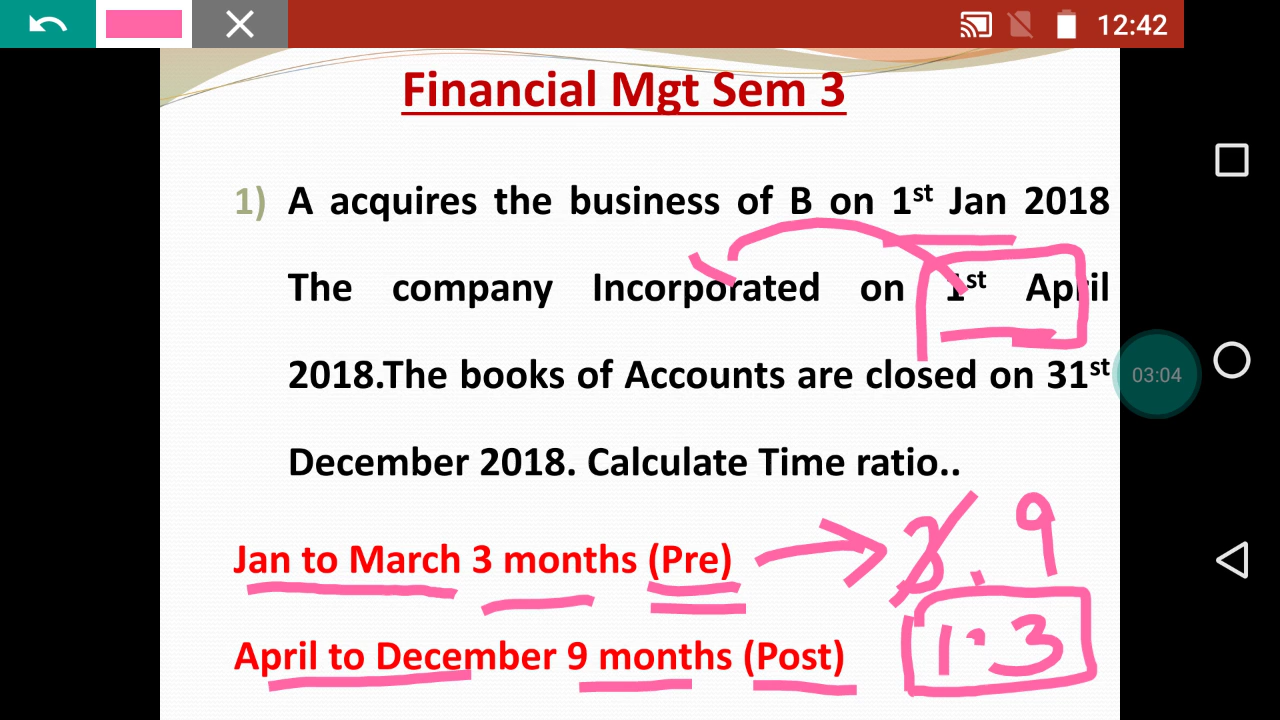 12:42
Financial Mgt Sem 3
1) A acquires the business of B on 1st Jan 2018
The company Incorporated on 1st April
2018.The books of Accounts are closed on 31st
03:04
December 2018. Calculate Time ratio..
3 : 9
Jan to March 3 months (Pre)
1:3
April to December 9 months (Post)